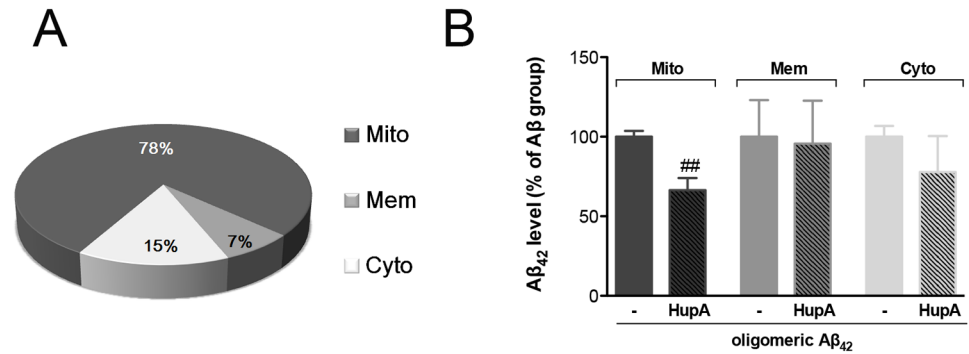 A
78%
15%
7%
Mito
Mem
Cyto
B
Aβ42 level (% of Aβ group)
150
100
50
0
Mito
Mem
Cyto
##
- HupA - HupA - HupA
oligomeric Aβ42